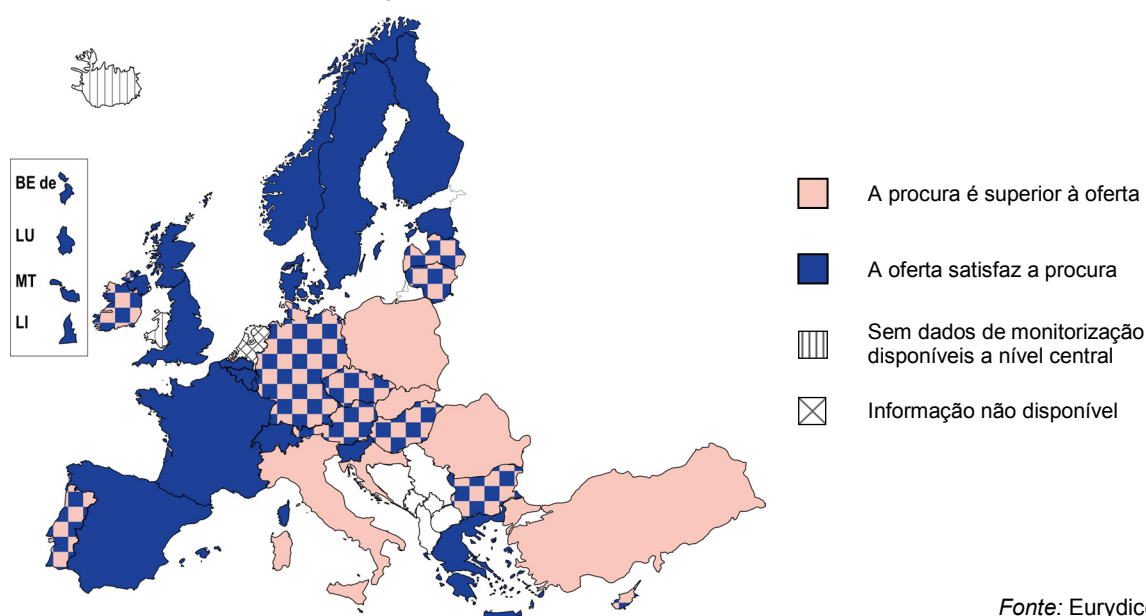 BE de
LU
MT
LI
A procura é superior à oferta
A oferta satisfaz a procura
Sem dados de monitorização
disponíveis a nível central
Informação não disponível
Fonte: Eurydic